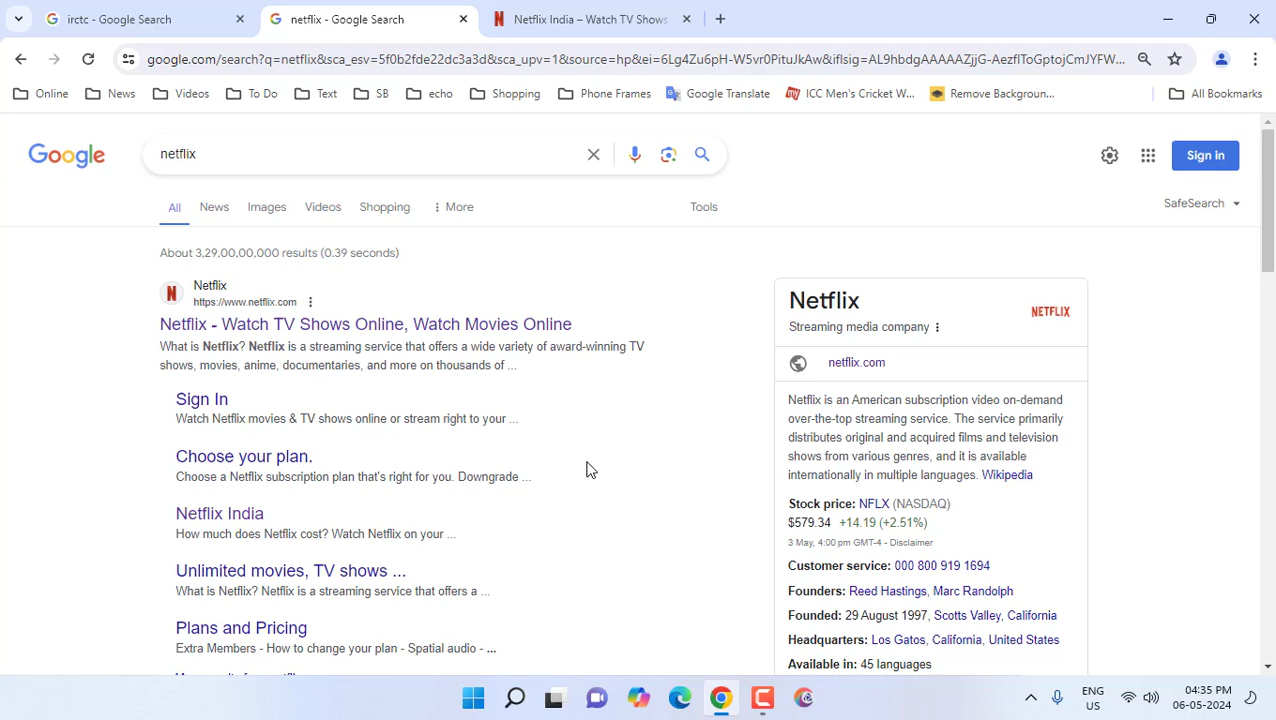 irctc - Google Search
netflix - Google Search
Netflix India – Watch TV Shows
google.com/search?q=netflix&sca_esv=5f0b2fde22dc3a3d&sca_upv=1&source=hp&ei=6Lg4Zu6pH-W5vr0PituJkAw&iflsig=AL9hbdgAAAAAZjjG-AezfIToGptojCmJYFW...
Online News Videos To Do Text SB echo Shopping Phone Frames Google Translate ICC Men's Cricket W... Remove Backgroun... All Bookmarks
Google
netflix
Sign in
All News Images Videos Shopping More Tools
SafeSearch
About 3,29,00,00,000 results (0.39 seconds)
Netflix
https://www.netflix.com
Netflix - Watch TV Shows Online, Watch Movies Online
What is Netflix? Netflix is a streaming service that offers a wide variety of award-winning TV
shows, movies, anime, documentaries, and more on thousands of ...
Sign In
Watch Netflix movies & TV shows online or stream right to your ...
Choose your plan.
Choose a Netflix subscription plan that's right for you. Downgrade ...
Netflix India
How much does Netflix cost? Watch Netflix on your ...
Unlimited movies, TV shows ...
What is Netflix? Netflix is a streaming service that offers a ...
Plans and Pricing
Extra Members - How to change your plan - Spatial audio - ...
Netflix
NETFLIX
Streaming media company
netflix.com
Netflix is an American subscription video on-demand
over-the-top streaming service. The service primarily
distributes original and acquired films and television
shows from various genres, and it is available
internationally in multiple languages. Wikipedia
Stock price: NFLX (NASDAQ)
$579.34 +14.19 (+2.51%)
3 May, 4:00 pm GMT-4 - Disclaimer
Customer service: 000 800 919 1694
Founders: Reed Hastings, Marc Randolph
Founded: 29 August 1997, Scotts Valley, California
Headquarters: Los Gatos, California, United States
Available in: 45 languages
ENG
US
04:35 PM
06-05-2024